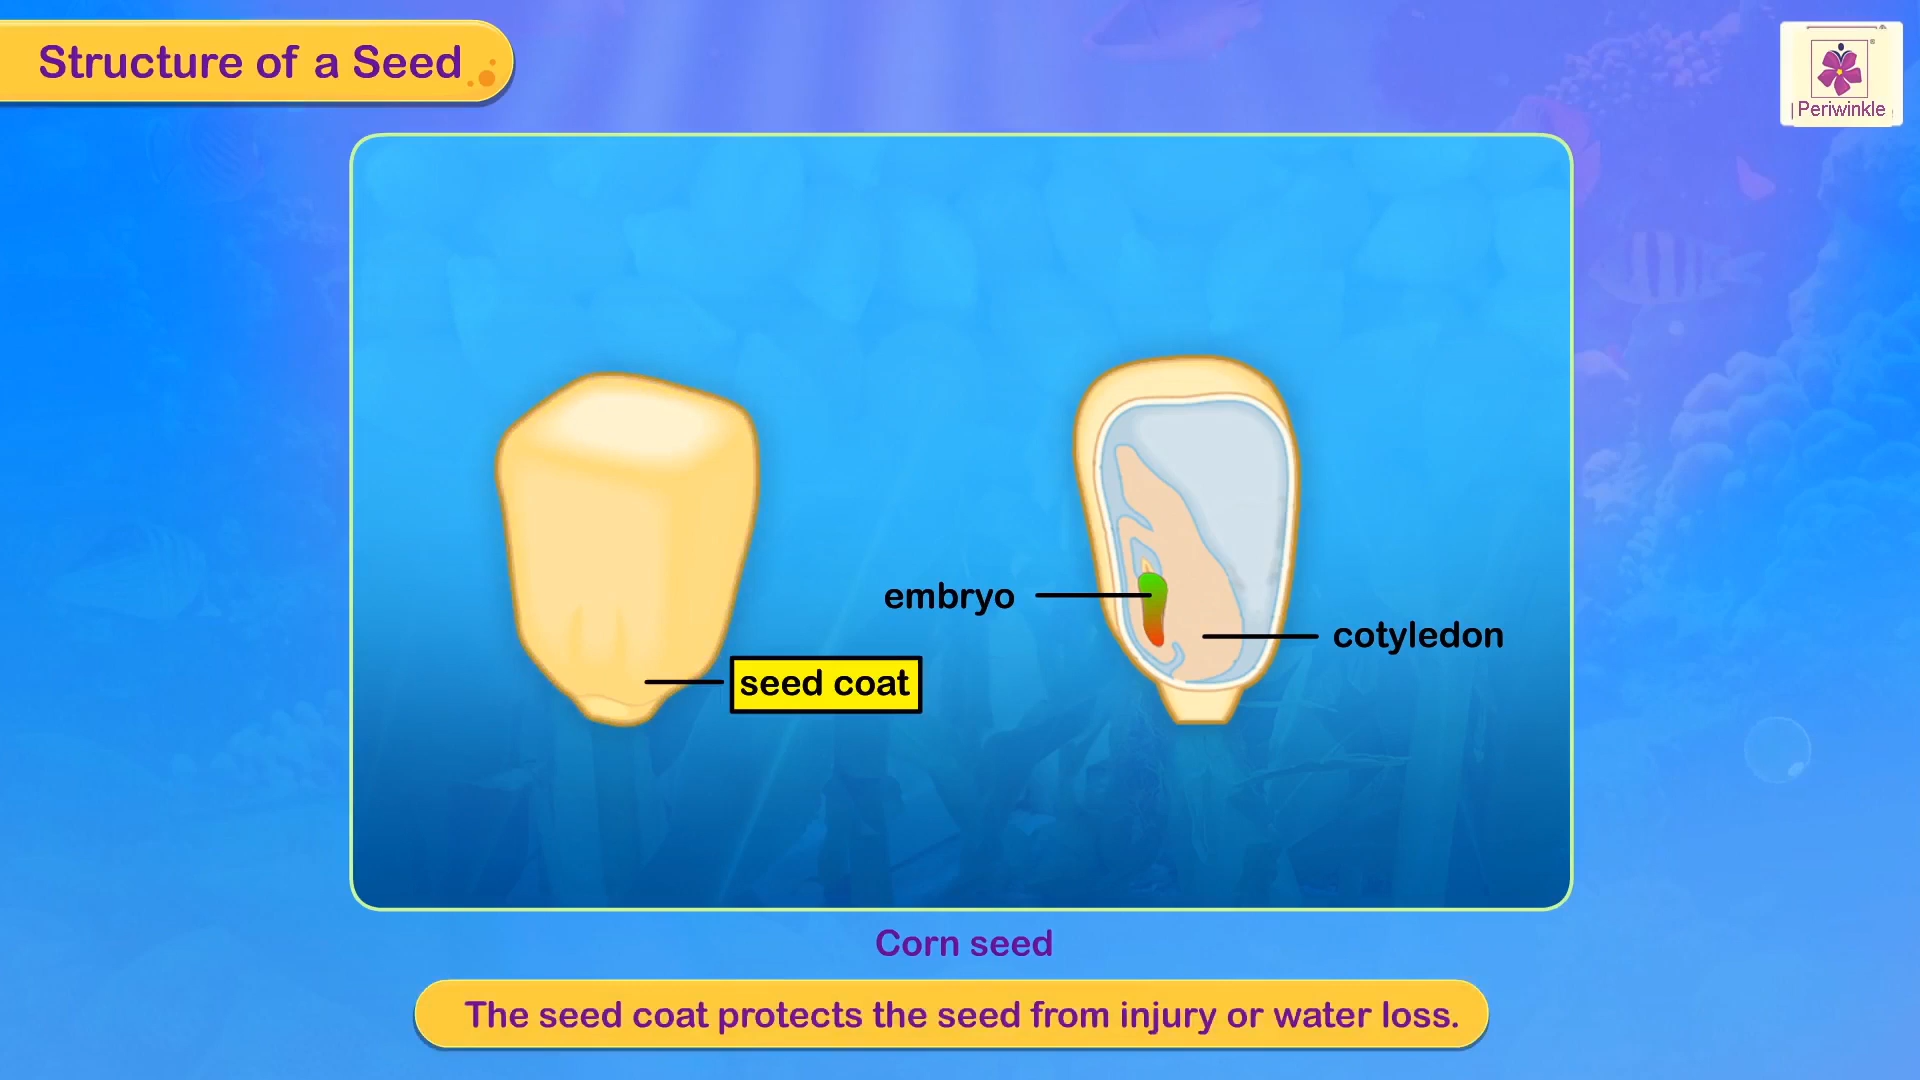 Structure of a Seed
Periwinkle
embryo
cotyledon
seed coat
Corn seed
The seed coat protects the seed from injury or water loss.